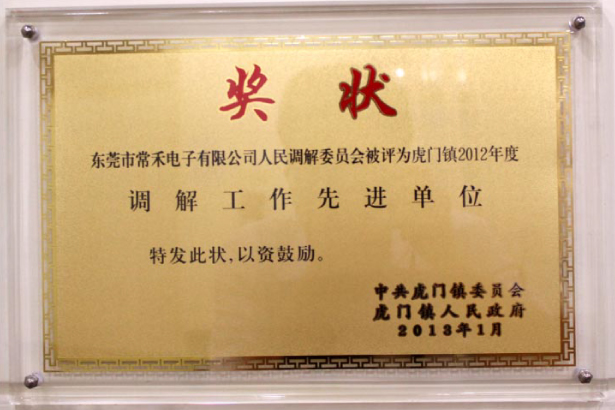 奖状
东莞市常禾电子有限公司人民调解委员会被评为虎门镇2012年度
调解工作先进单位
特发此状,以资鼓励。
中共虎门镇委员会
虎门镇人民政府
2013年1月